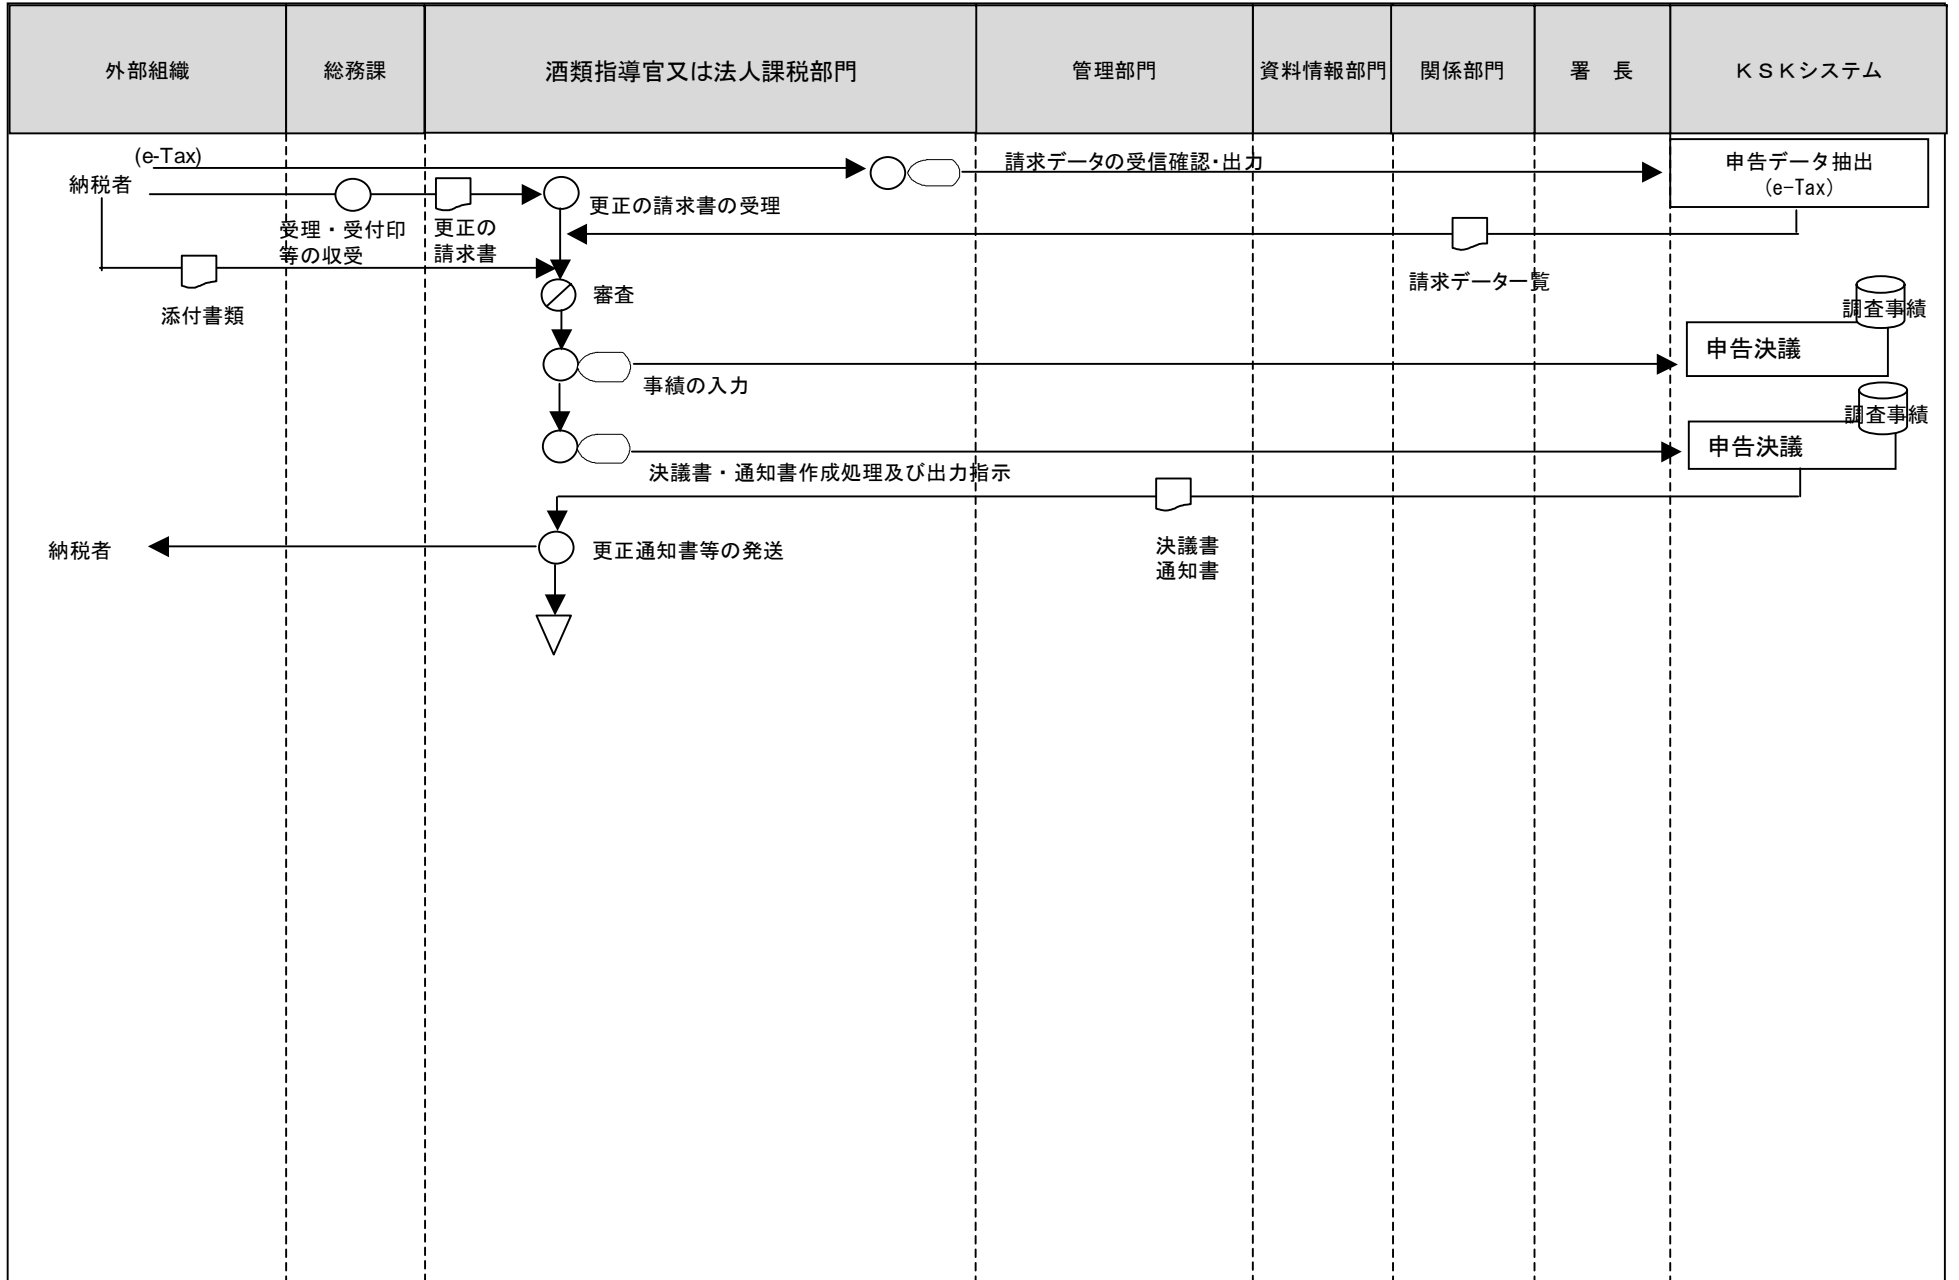 外部組織
総務課
酒類指導官又は法人課税部門
管理部門
資料情報部門
関係部門
署　長
ＫＳＫシステム
(e-Tax)
納税者
請求データの受信確認・出力
申告データ抽出
（e-Tax）
更正の請求書の受理
受理・受付印
等の収受
更正の
請求書
請求データ一覧
添付書類
審査
調査事績
申告決議
事績の入力
調査事績
申告決議
決議書・通知書作成処理及び出力指示
納税者
更正通知書等の発送
決議書
通知書